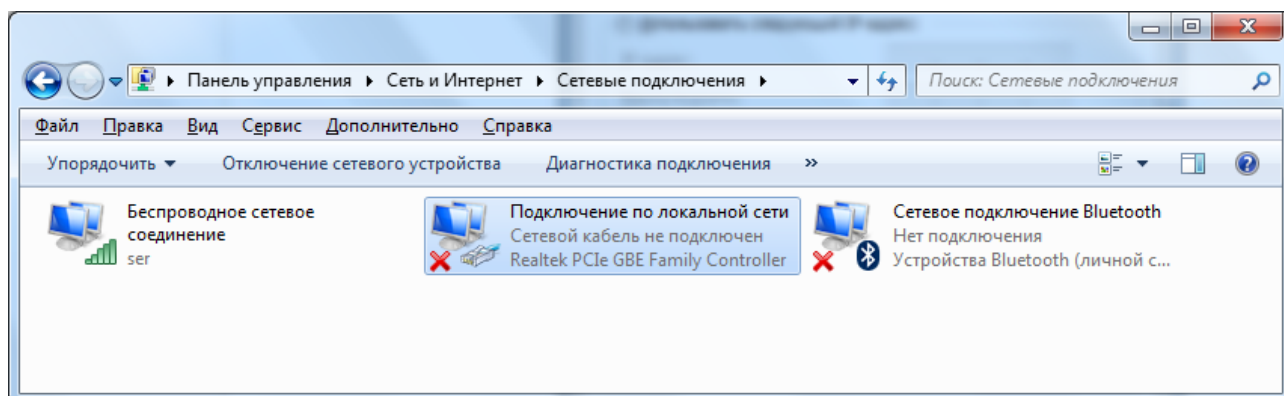 Панель управления Сеть и Интернет Сетевые подключения Поиск: Сетевые подключения
Файл Правка Вид Сервис Дополнительно Справка
Упорядочить Отключение сетевого устройства Диагностика подключения »
Беспроводное сетевое
соединение
ser
Подключение по локальной сети
Сетевой кабель не подключен
Realtek PCIe GBE Family Controller
Сетевое подключение Bluetooth
Нет подключения
Устройства Bluetooth (личной с...